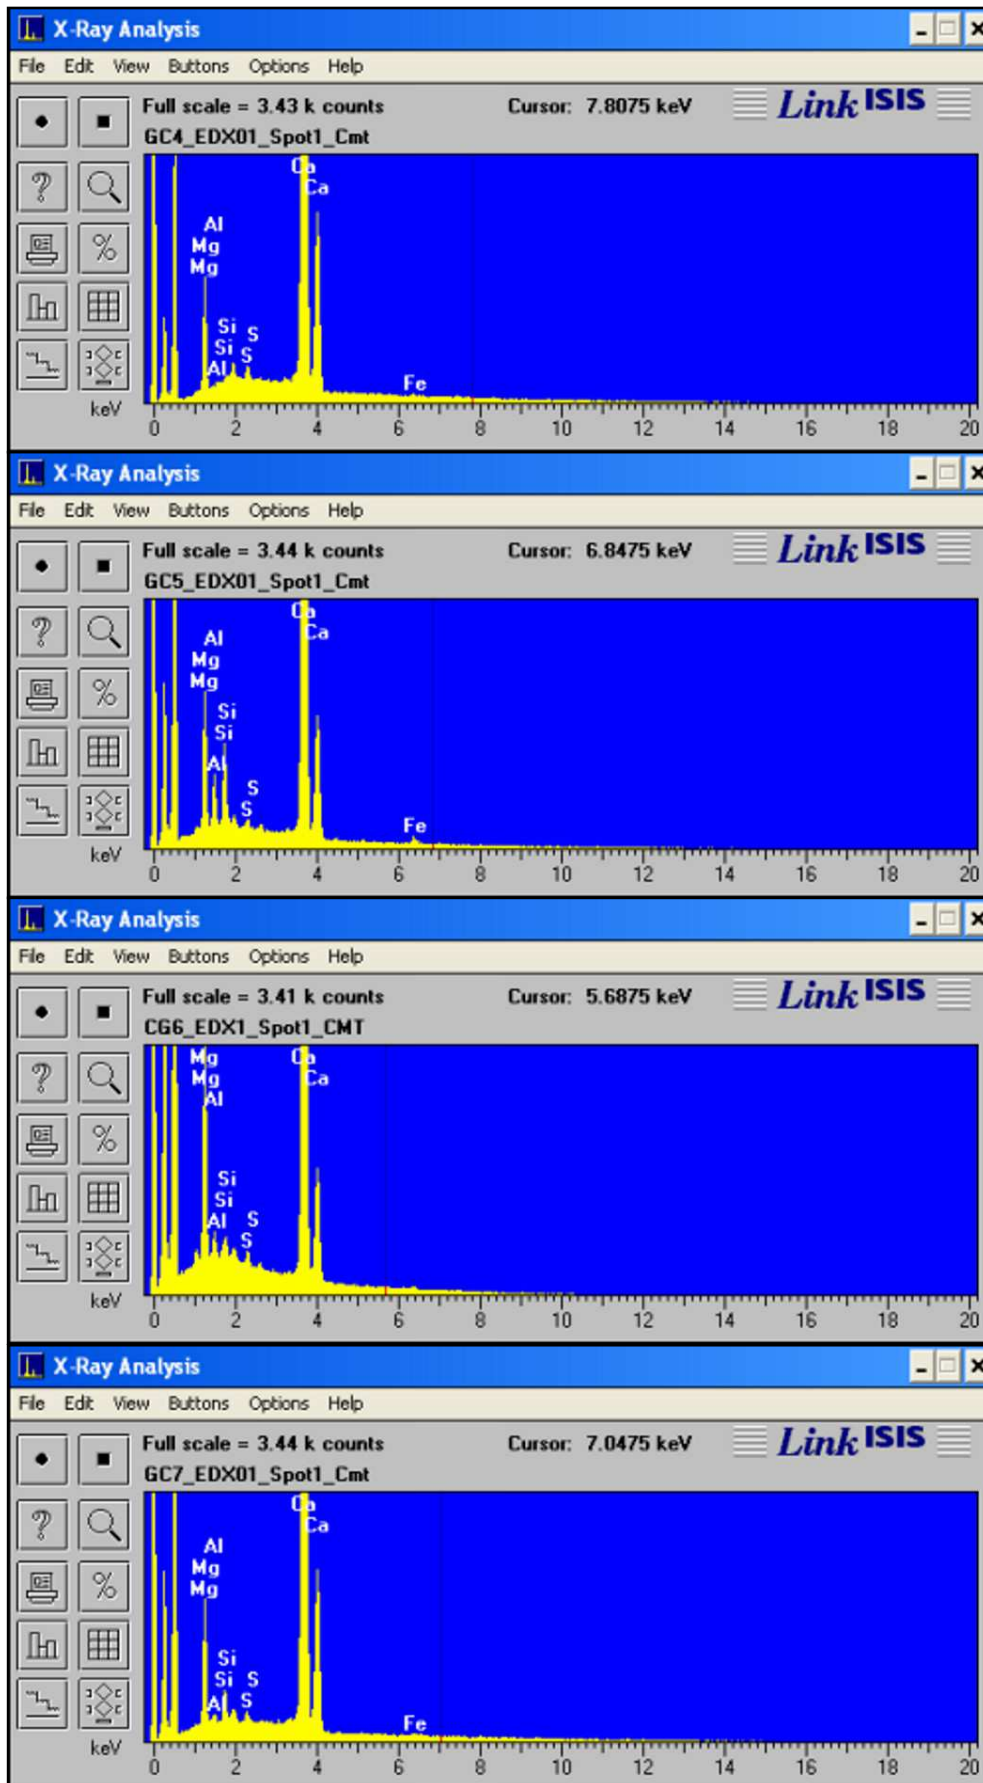 X-Ray Analysis
File Edit View Buttons Options Help
Full scale = 3.43 k counts Cursor: 7.8075 keV Link ISIS
GC4_EDX01_Spot1_Cmt
Ca
Ca
Al
Mg
Mg
Si S
Si S
Al
Fe
keV
0 2 4 6 8 10 12 14 16 18 20
X-Ray Analysis
File Edit View Buttons Options Help
Full scale = 3.44 k counts Cursor: 6.8475 keV Link ISIS
GC5_EDX01_Spot1_Cmt
Ca
Ca
Al
Mg
Mg
Si
Si
Al
S
S
Fe
keV
0 2 4 6 8 10 12 14 16 18 20
X-Ray Analysis
File Edit View Buttons Options Help
Full scale = 3.41 k counts Cursor: 5.6875 keV Link ISIS
CG6_EDX1_Spot1_CMT
Mg Ca
Mg Ca
Al
Si
Si
Al S
S
keV
0 2 4 6 8 10 12 14 16 18 20
X-Ray Analysis
File Edit View Buttons Options Help
Full scale = 3.44 k counts Cursor: 7.0475 keV Link ISIS
GC7_EDX01_Spot1_Cmt
Ca
Ca
Al
Mg
Mg
Si
Si S
Al S
Fe
keV
0 2 4 6 8 10 12 14 16 18 20